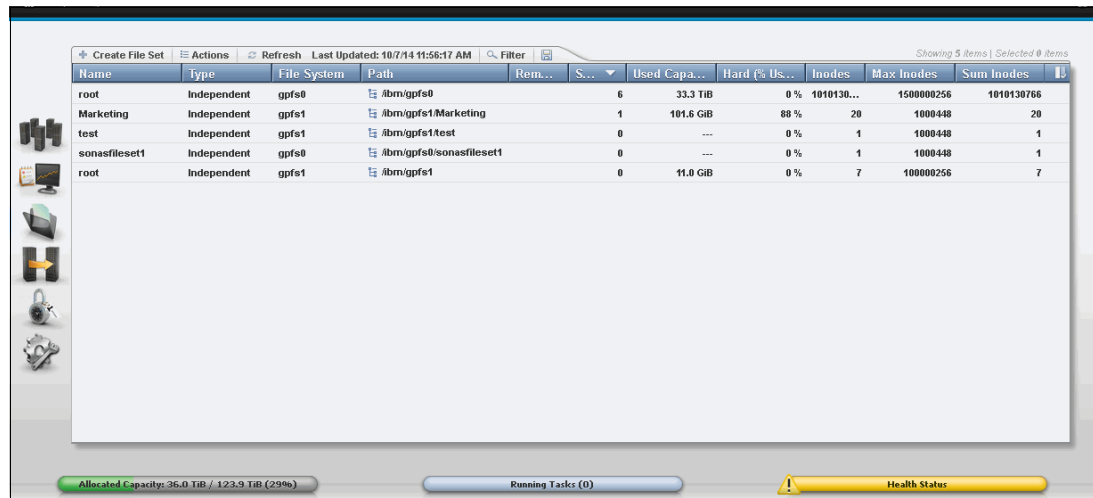 Create File Set Actions Refresh Last Updated: 10/7/14 11:56:17 AM Filter Showing 5 items | Selected 0 items
Name Type File System Path Rem... S... Used Capa... Hard (% Us... Inodes Max Inodes Sum Inodes
root Independent gpfs0 /ibm/gpfs0 6 33.3 TiB 0 % 1010130... 1500000256 1010130766
Marketing Independent gpfs1 /ibm/gpfs1/Marketing 1 101.6 GiB 88 % 20 1000448 20
test Independent gpfs1 /ibm/gpfs1/test 0 --- 0 % 1 1000448 1
sonasfileset1 Independent gpfs0 /ibm/gpfs0/sonasfileset1 0 --- 0 % 1 1000448 1
root Independent gpfs1 /ibm/gpfs1 0 11.0 GiB 0 % 7 100000256 7
Allocated Capacity: 36.0 TiB / 123.9 TiB (29%) Running Tasks (0) Health Status